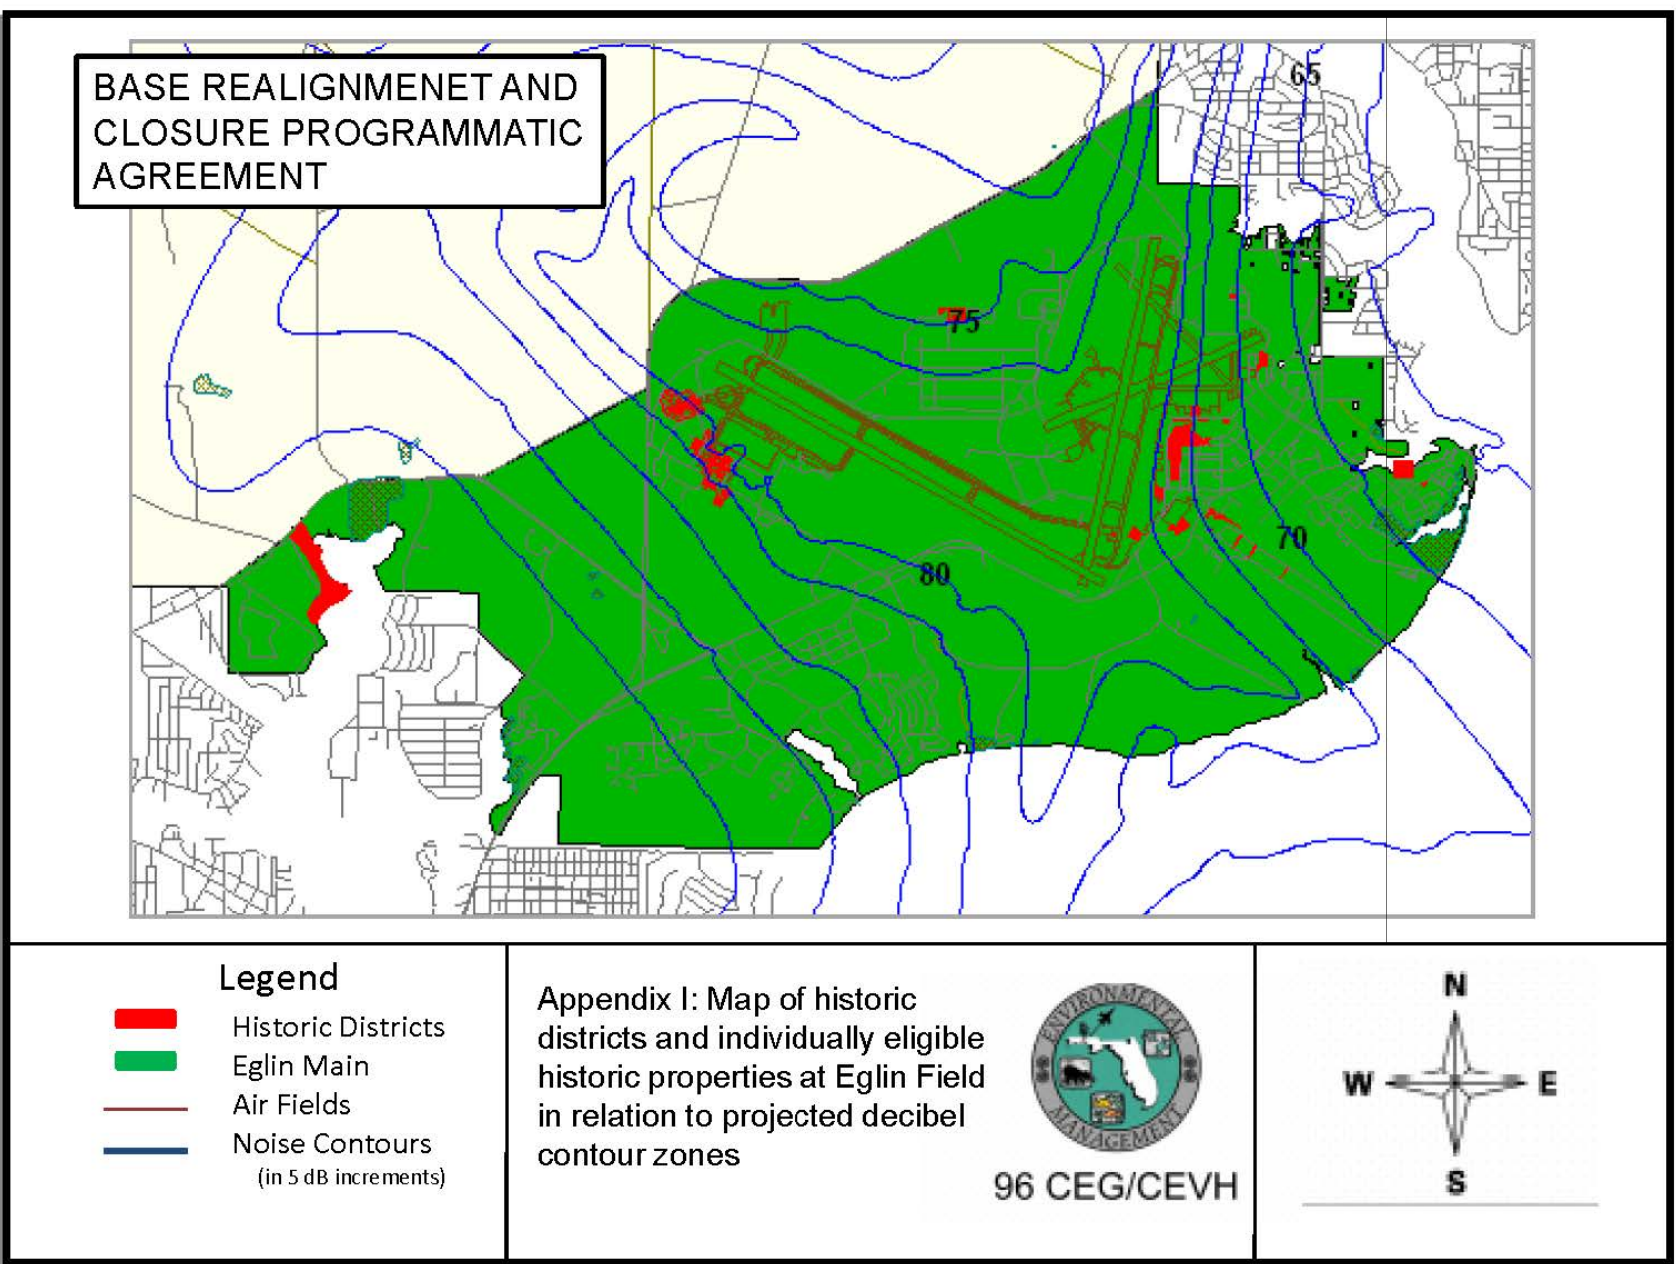 BASE REALIGNMENET AND
CLOSURE PROGRAMMATIC
AGREEMENT
65
75
70
80
Legend
Historic Districts
Eglin Main
Air Fields
Noise Contours
(in 5 dB increments)
Appendix I: Map of historic
districts and individually eligible
historic properties at Eglin Field
in relation to projected decibel
contour zones
ENVIRONMENTAL
MANAGEMENT
96 CEG/CEVH
N
W E
S